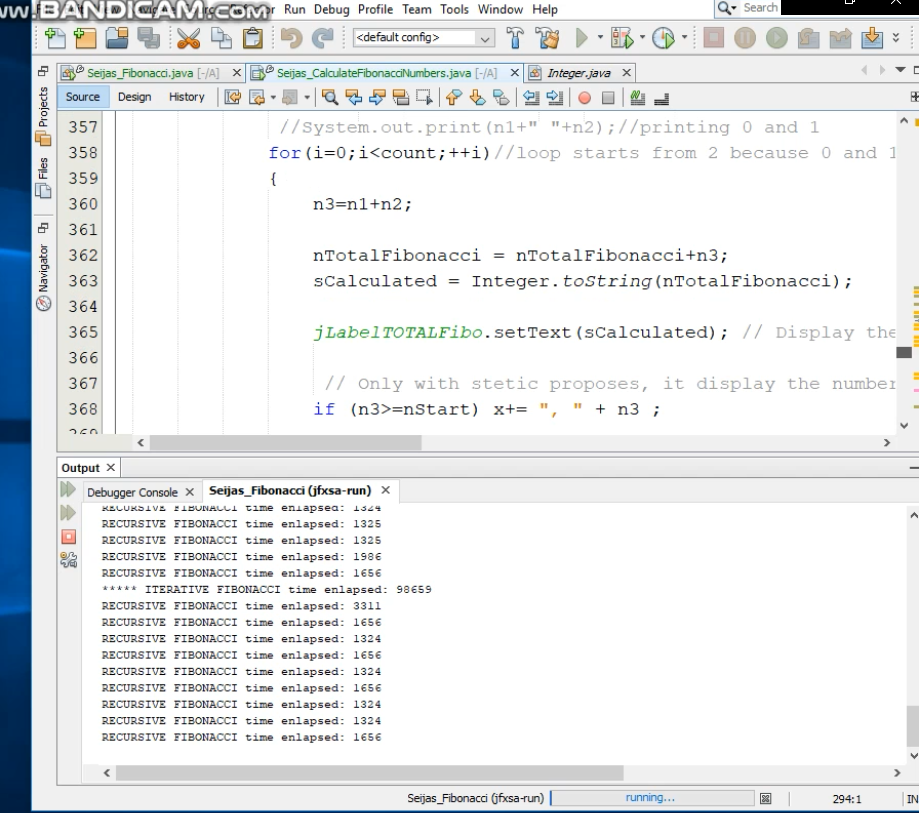 www.BANDICAM.com
Run Debug Profile Team Tools Window Help
Search
<default config>
Seijas_Fibonacci.java [-/A]
Seijas_CalculateFibonacciNumbers.java [-/A]
Integer.java
Source Design History
Projects
Files
Navigator
357 //System.out.print(n1+" "+n2);//printing 0 and 1
358 for(i=0;i<count;++i)//loop starts from 2 because 0 and 1
359 {
360 n3=n1+n2;
361
362 nTotalFibonacci = nTotalFibonacci+n3;
363 sCalculated = Integer.toString(nTotalFibonacci);
364
365 jLabelTOTALFibo.setText(sCalculated); // Display the
366
367 // Only with stetic proposes, it display the number
368 if (n3>=nStart) x+= ", " + n3 ;
369
Output
Debugger Console
Seijas_Fibonacci (jfxsa-run)
RECURSIVE FIBONACCI time enlapsed: 1324
RECURSIVE FIBONACCI time enlapsed: 1325
RECURSIVE FIBONACCI time enlapsed: 1325
RECURSIVE FIBONACCI time enlapsed: 1986
RECURSIVE FIBONACCI time enlapsed: 1656
***** ITERATIVE FIBONACCI time enlapsed: 98659
RECURSIVE FIBONACCI time enlapsed: 3311
RECURSIVE FIBONACCI time enlapsed: 1656
RECURSIVE FIBONACCI time enlapsed: 1324
RECURSIVE FIBONACCI time enlapsed: 1656
RECURSIVE FIBONACCI time enlapsed: 1324
RECURSIVE FIBONACCI time enlapsed: 1656
RECURSIVE FIBONACCI time enlapsed: 1324
RECURSIVE FIBONACCI time enlapsed: 1324
RECURSIVE FIBONACCI time enlapsed: 1656
Seijas_Fibonacci (jfxsa-run)
running...
294:1
IN